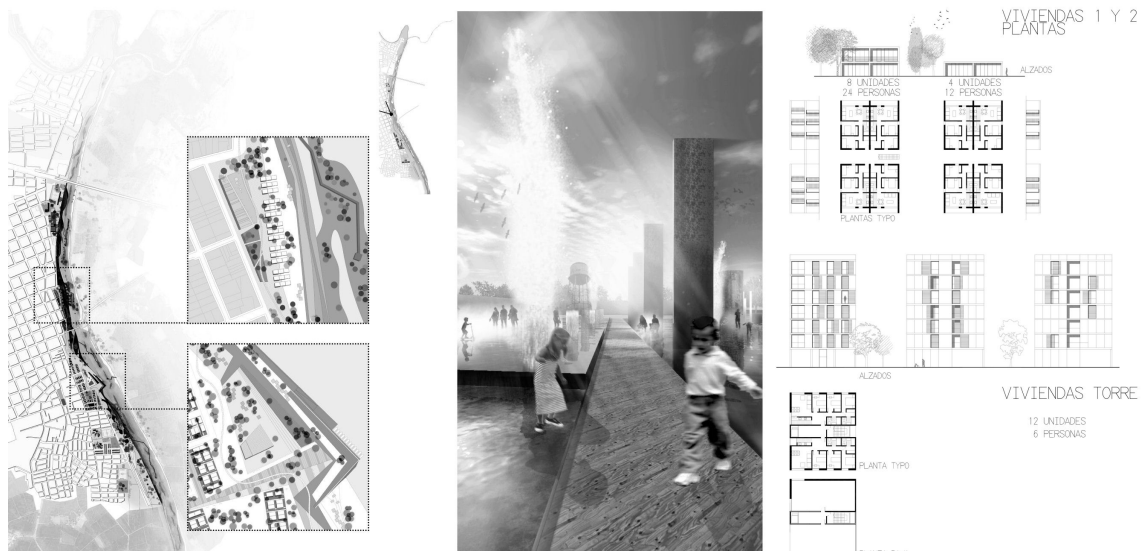 VIVIENDAS 1 Y 2
PLANTAS
ALZADOS
8 UNIDADES
24 PERSONAS
4 UNIDADES
12 PERSONAS
PLANTAS TYPO
ALZADOS
VIVIENDAS TORRE
12 UNIDADES
6 PERSONAS
PLANTA TYPO